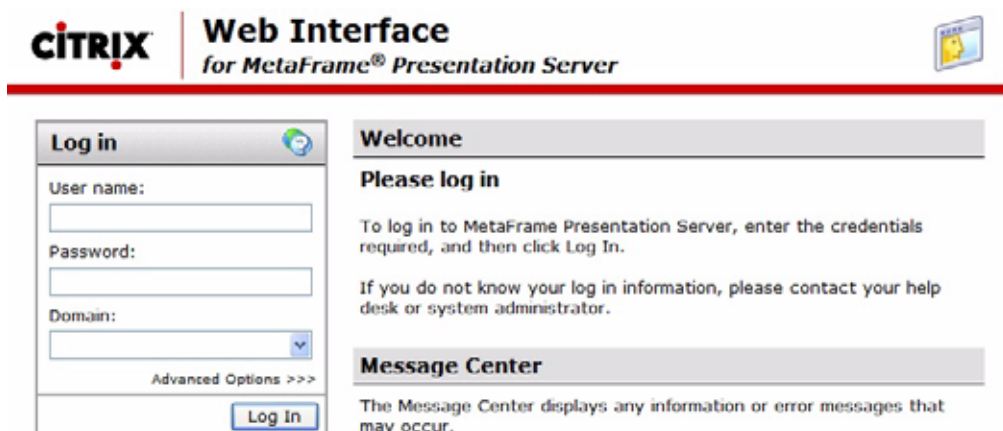 CITRIX
Web Interface
for MetaFrame® Presentation Server
Log in
User name:
Password:
Domain:
Advanced Options >>>
Log In
Welcome
Please log in
To log in to MetaFrame Presentation Server, enter the credentials
required, and then click Log In.
If you do not know your log in information, please contact your help
desk or system administrator.
Message Center
The Message Center displays any information or error messages that
may occur.